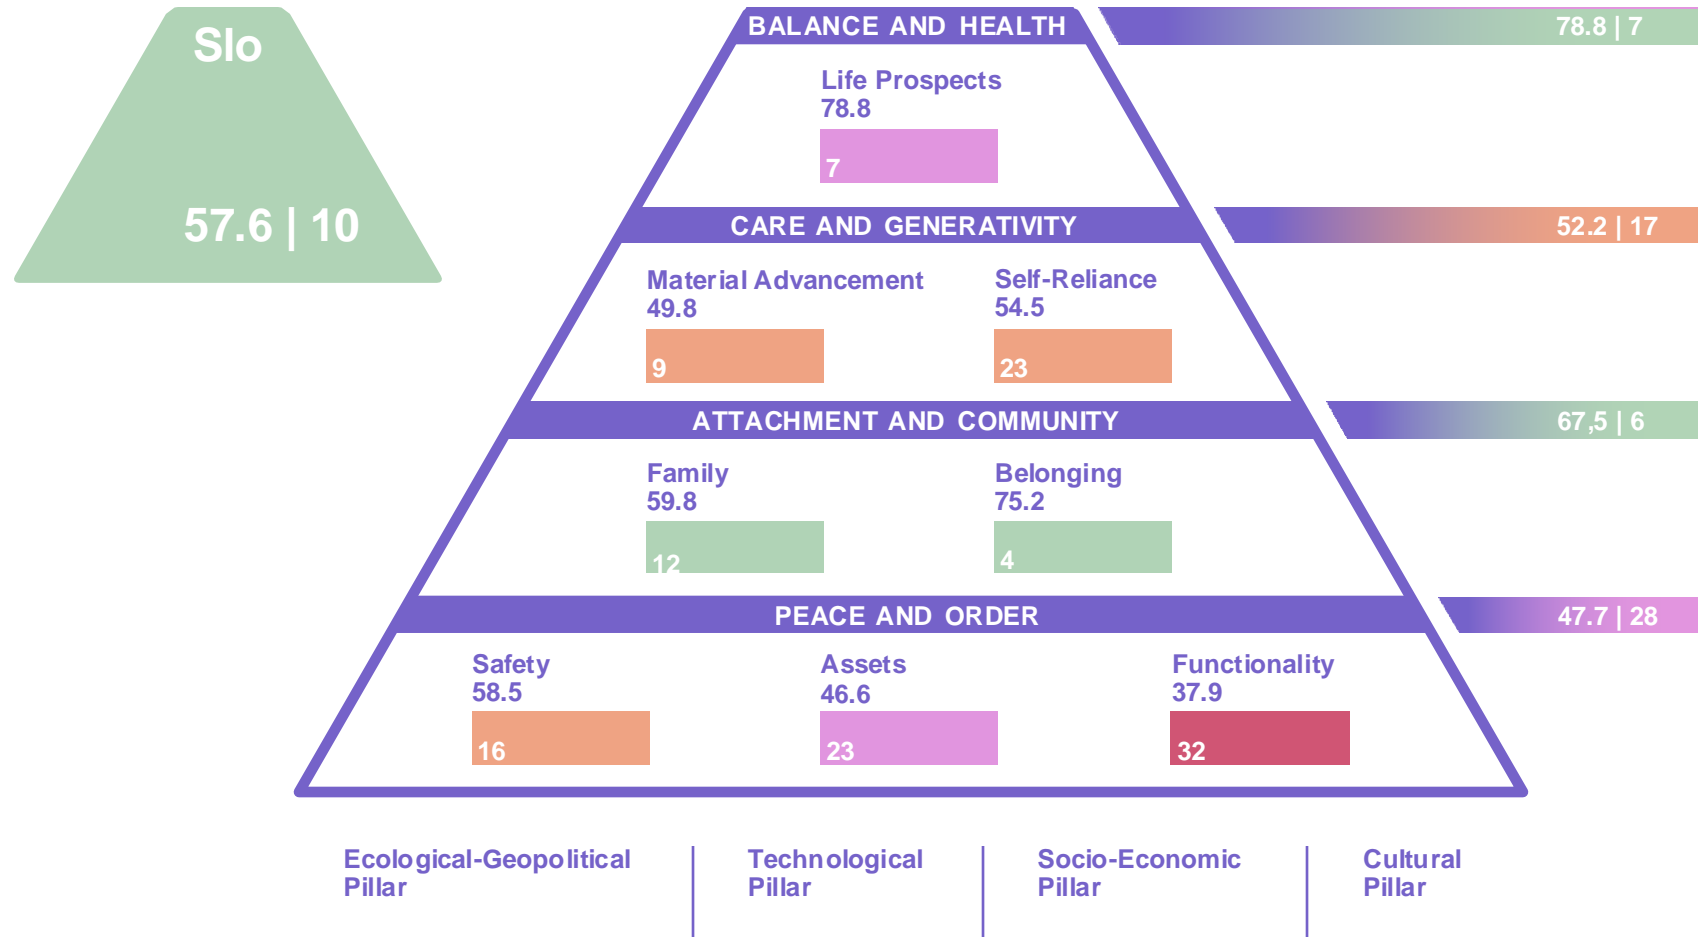 Slo
57.6 | 10
BALANCE AND HEALTH
78.8 | 7
Life Prospects
78.8
7
CARE AND GENERATIVITY
52.2 | 17
Material Advancement
49.8
9
Self-Reliance
54.5
23
ATTACHMENT AND COMMUNITY
67,5 | 6
Family
59.8
12
Belonging
75.2
4
PEACE AND ORDER
47.7 | 28
Safety
58.5
16
Assets
46.6
23
Functionality
37.9
32
Ecological-Geopolitical
Pillar
Technological
Pillar
Socio-Economic
Pillar
Cultural
Pillar